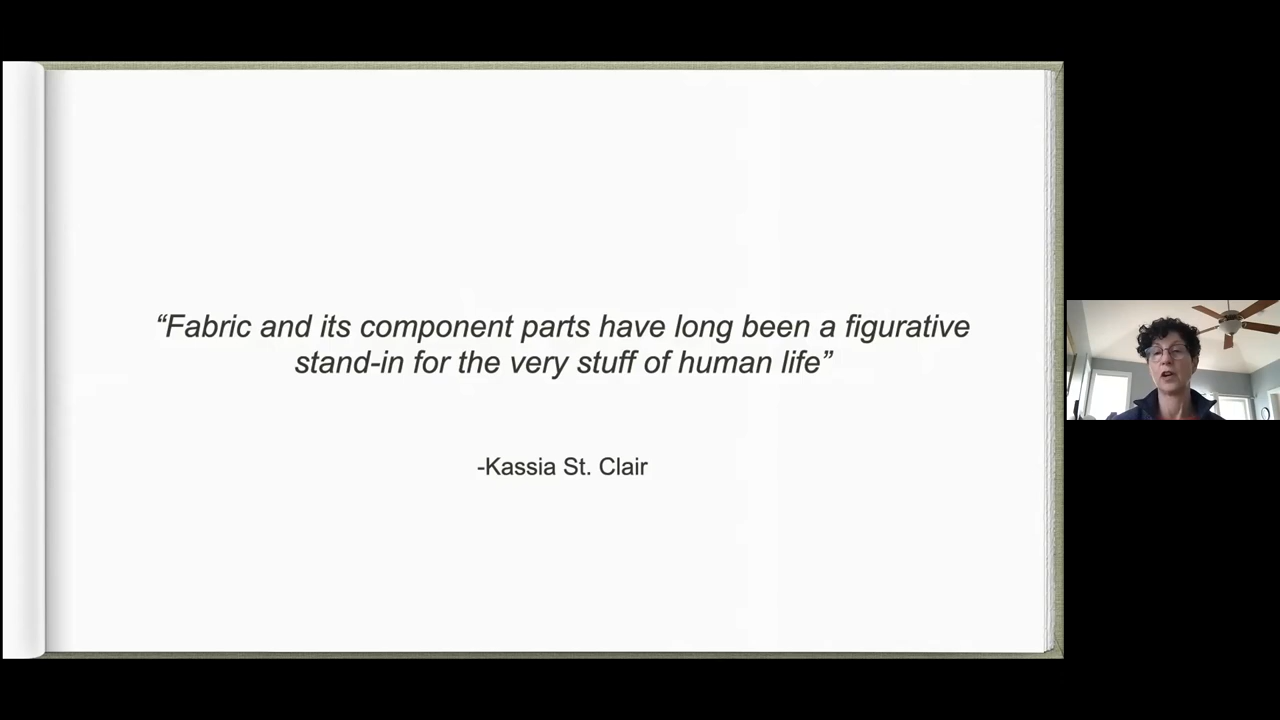 “Fabric and its component parts have long been a figurative
stand-in for the very stuff of human life”
-Kassia St. Clair